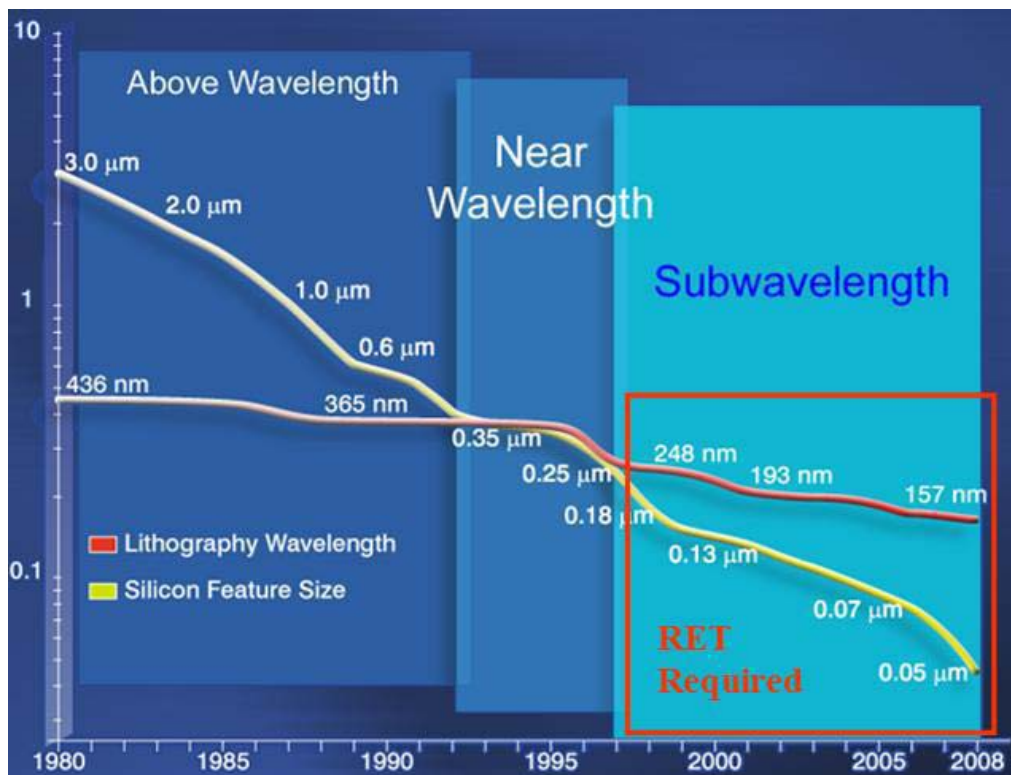 10
Above Wavelength
Near
Wavelength
3.0 μm
2.0 μm
Subwavelength
1.0 μm
1
0.6 μm
436 nm
365 nm
0.35 μm
248 nm
0.25 μm
193 nm
157 nm
0.18 μm
Lithography Wavelength
0.13 μm
0.1
Silicon Feature Size
0.07 μm
RET
Required
0.05 μm
1980
1985
1990
1995
2000
2005
2008